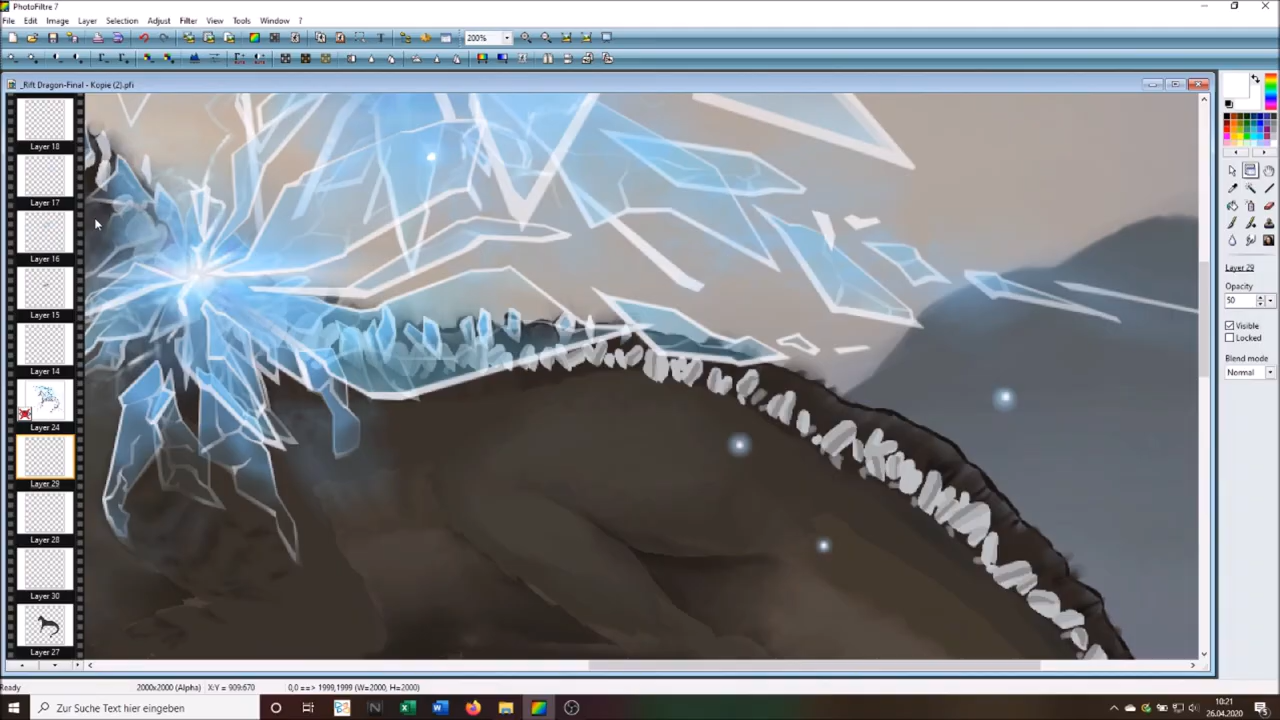 PhotoFiltre 7
File Edit Image Layer Selection Adjust Filter View Tools Window ?
200%
_Rift Dragon-Final - Kopie (2).pfi
Layer 18
Layer 17
Layer 16
Layer 15
Layer 14
Layer 24
Layer 29
Layer 28
Layer 30
Layer 27
Layer 29
Opacity
50
Visible
Locked
Blend mode
Normal
Ready 2000x2000 (Alpha) X:Y = 909:670 0,0 ==> 1999,1999 (W=2000, H=2000)
Zur Suche Text hier eingeben
10:21
26.04.2020